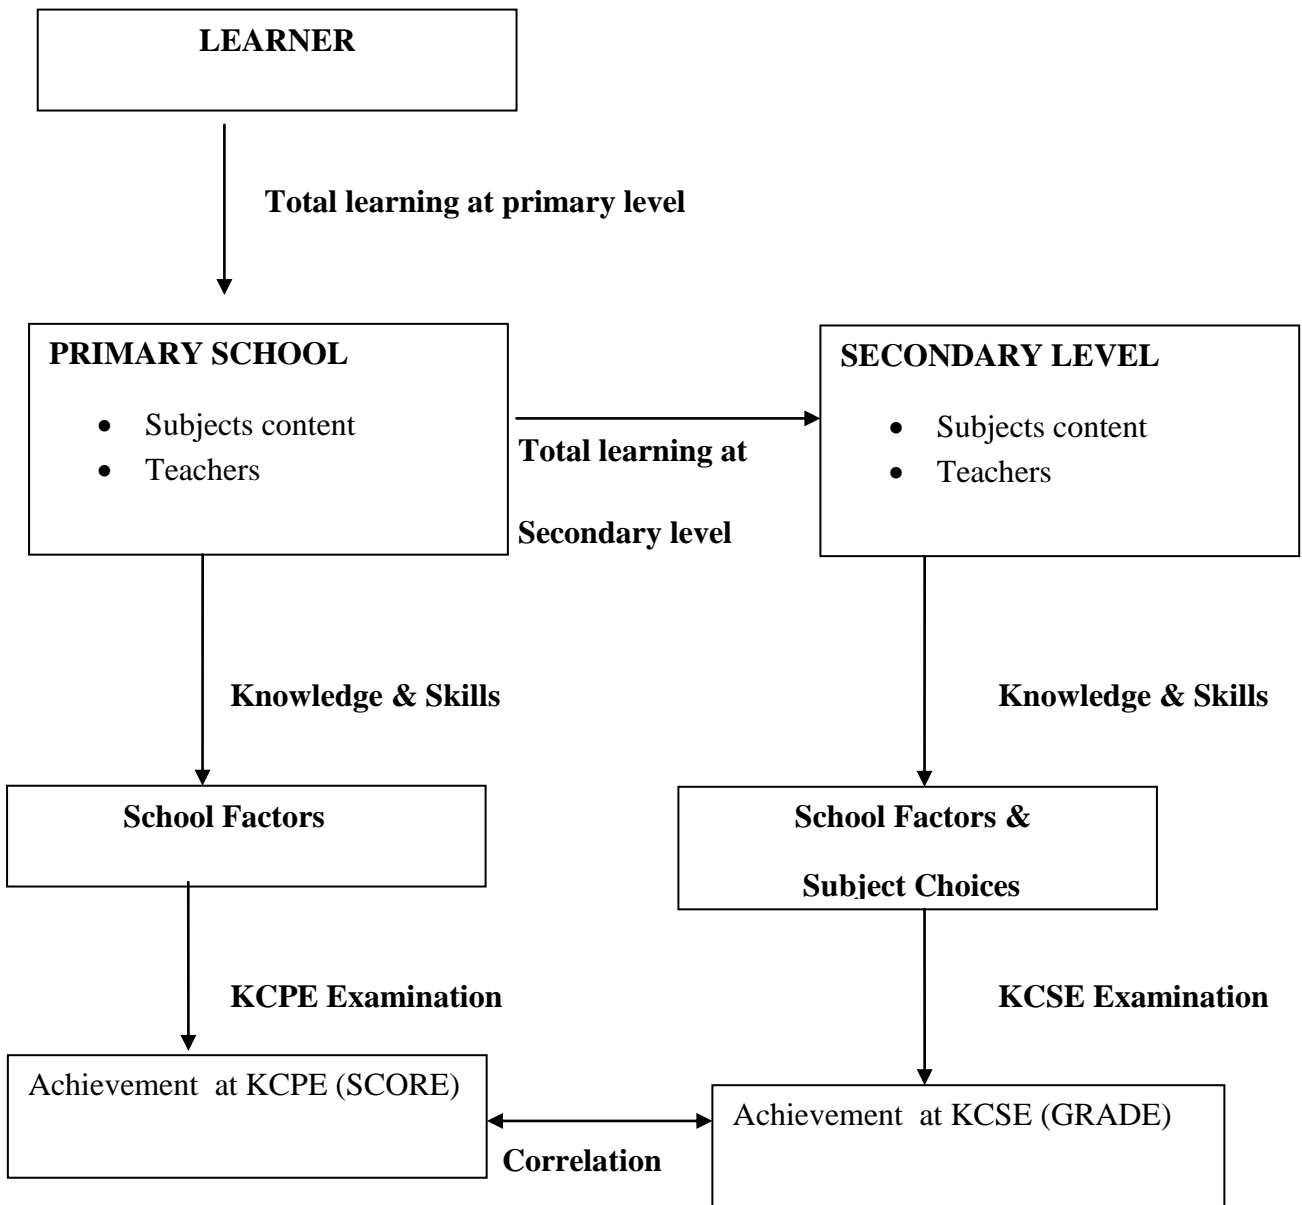 LEARNER
Total learning at primary level
PRIMARY SCHOOL
• Subjects content
• Teachers
Total learning at
Secondary level
SECONDARY LEVEL
• Subjects content
• Teachers
Knowledge & Skills
Knowledge & Skills
School Factors
School Factors &
Subject Choices
KCPE Examination
KCSE Examination
Achievement at KCPE (SCORE)
Achievement at KCSE (GRADE)
Correlation